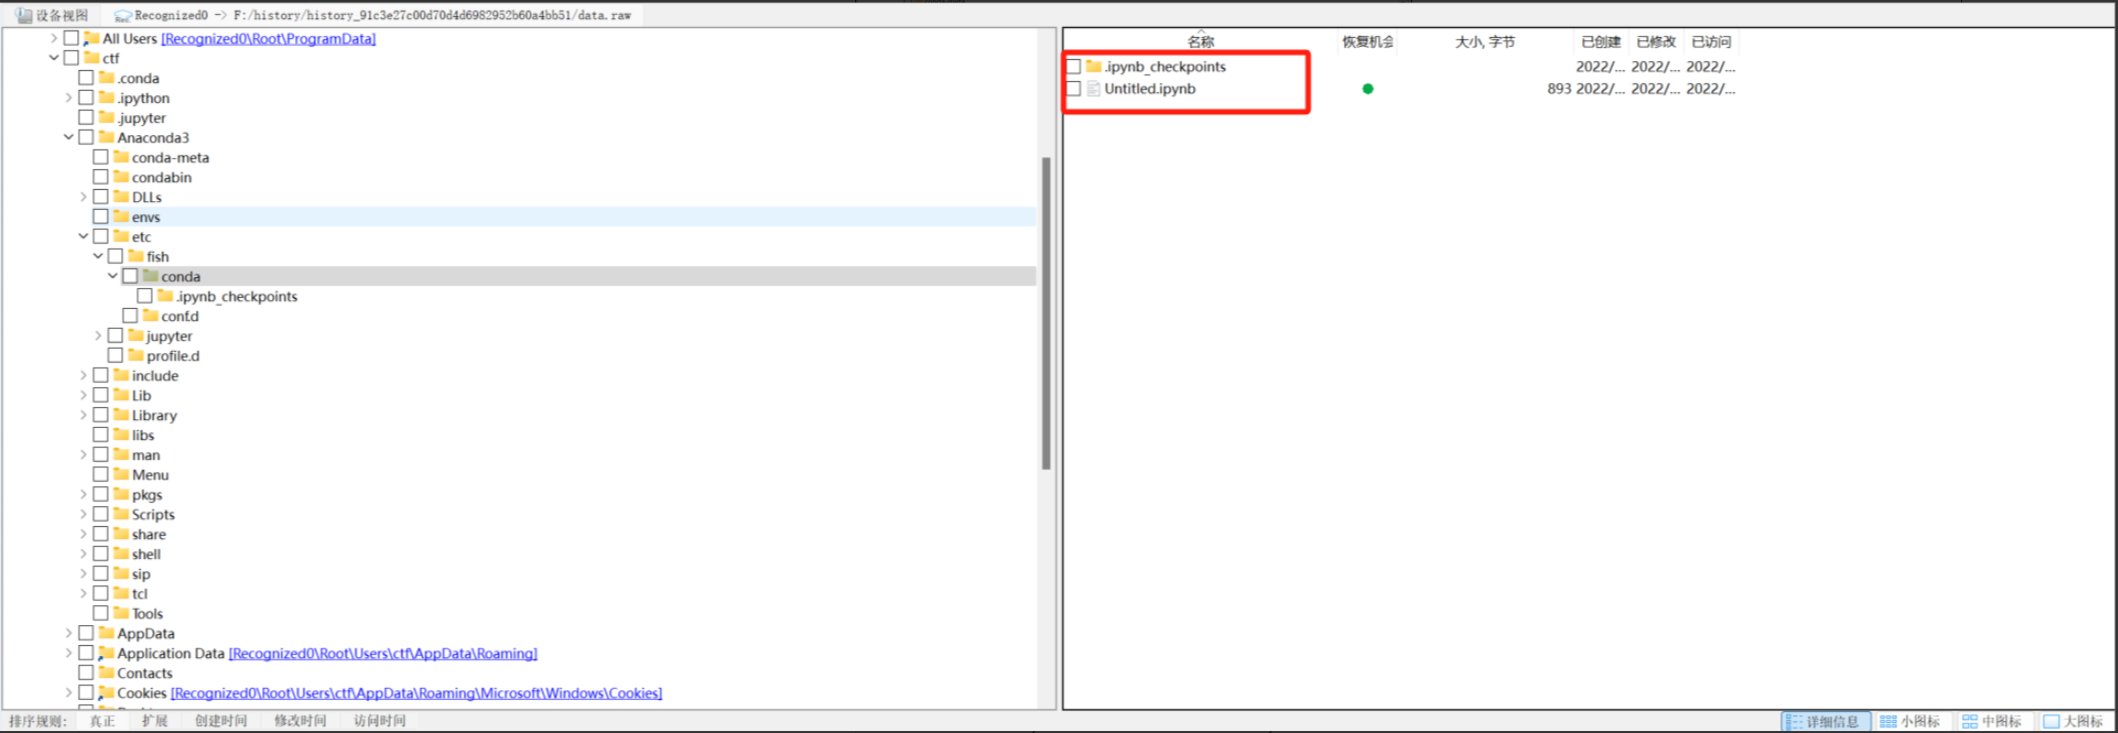 设备视图 Recognized0 -> F:/history/history_91c3e27c00d70d4d6982952b60a4bb51/data.raw
All Users [Recognized0\Root\ProgramData]
ctf
.conda
.ipython
.jupyter
Anaconda3
conda-meta
condabin
DLLs
envs
etc
fish
conda
.ipynb_checkpoints
conf.d
jupyter
profile.d
include
Lib
Library
libs
man
Menu
pkgs
Scripts
share
shell
sip
tcl
Tools
AppData
Application Data [Recognized0\Root\Users\ctf\AppData\Roaming]
Contacts
Cookies [Recognized0\Root\Users\ctf\AppData\Roaming\Microsoft\Windows\Cookies]
名称 恢复机会 大小, 字节 已创建 已修改 已访问
.ipynb_checkpoints 2022/... 2022/... 2022/...
Untitled.ipynb 893 2022/... 2022/... 2022/...
排序规则: 真正 扩展 创建时间 修改时间 访问时间
详细信息 小图标 中图标 大图标